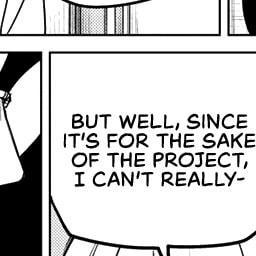 BUT WELL, SINCE
IT'S FOR THE SAKE
OF THE PROJECT,
I CAN'T REALLY-